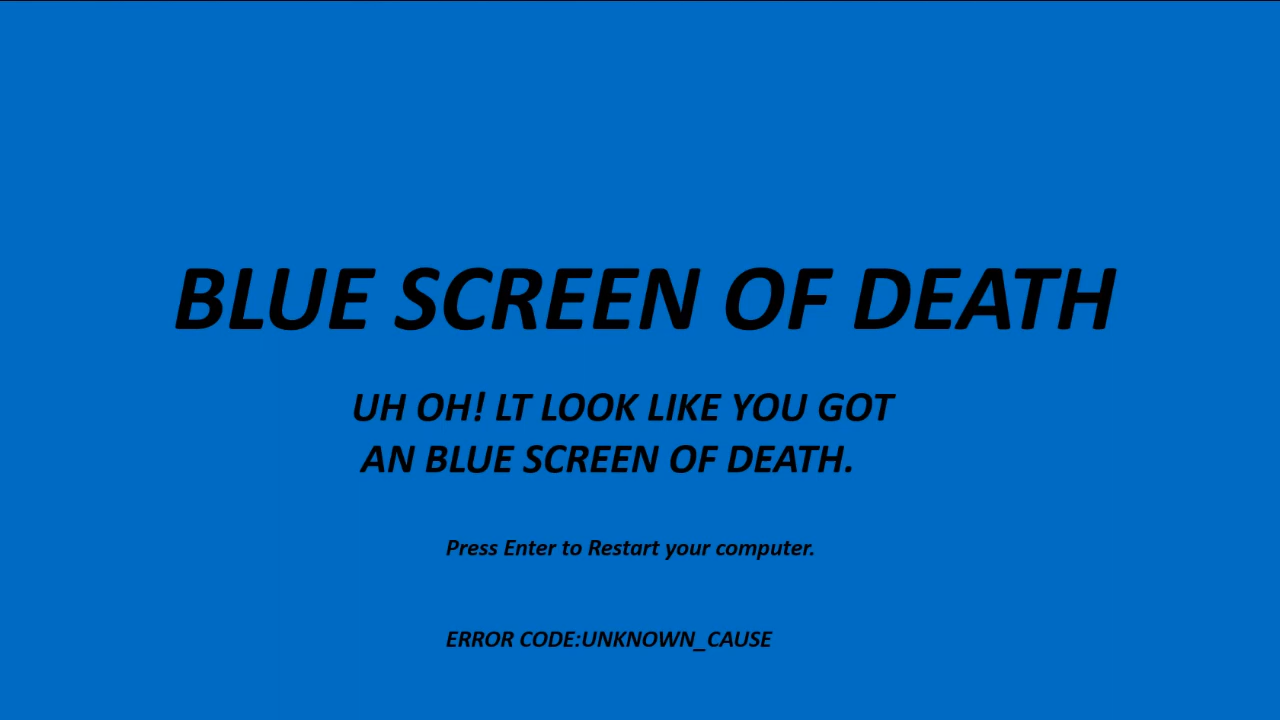 BLUE SCREEN OF DEATH
UH OH! LT LOOK LIKE YOU GOT
AN BLUE SCREEN OF DEATH.
Press Enter to Restart your computer.
ERROR CODE:UNKNOWN_CAUSE